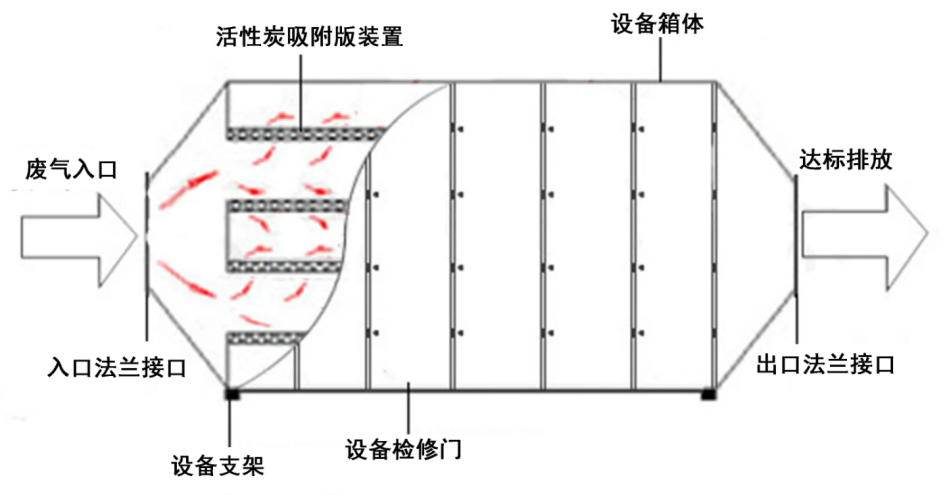 设备箱体
活性炭吸附版装置
废气入口
达标排放
入口法兰接口
出口法兰接口
设备检修门
设备支架